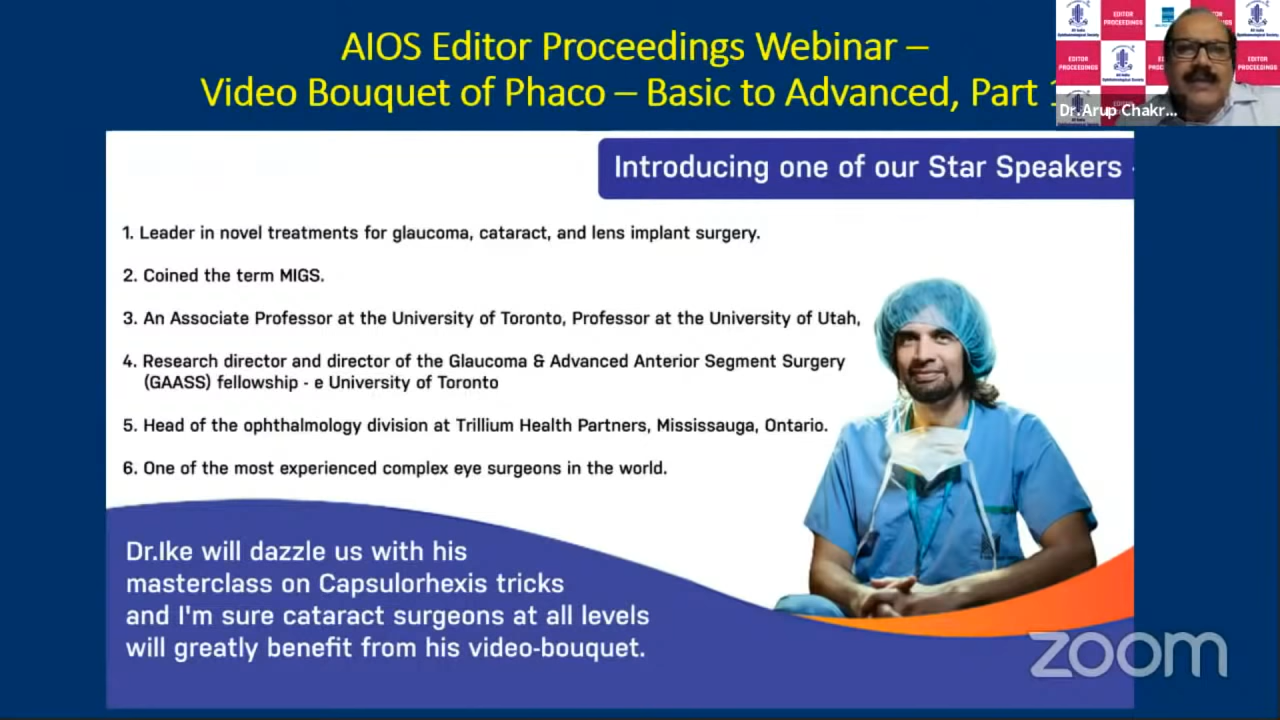 AIOS Editor Proceedings Webinar –
Video Bouquet of Phaco – Basic to Advanced, Part
Introducing one of our Star Speakers -
1. Leader in novel treatments for glaucoma, cataract, and lens implant surgery.
2. Coined the term MIGS.
3. An Associate Professor at the University of Toronto, Professor at the University of Utah,
4. Research director and director of the Glaucoma & Advanced Anterior Segment Surgery
(GAASS) fellowship - e University of Toronto
5. Head of the ophthalmology division at Trillium Health Partners, Mississauga, Ontario.
6. One of the most experienced complex eye surgeons in the world.
Dr.Ike will dazzle us with his
masterclass on Capsulorhexis tricks
and I'm sure cataract surgeons at all levels
will greatly benefit from his video-bouquet.
EDITOR
PROCEEDINGS
EDITOR
PROCEEDINGS
EDITOR
PROCEEDINGS
Dr.Arup Chakr...
zoom